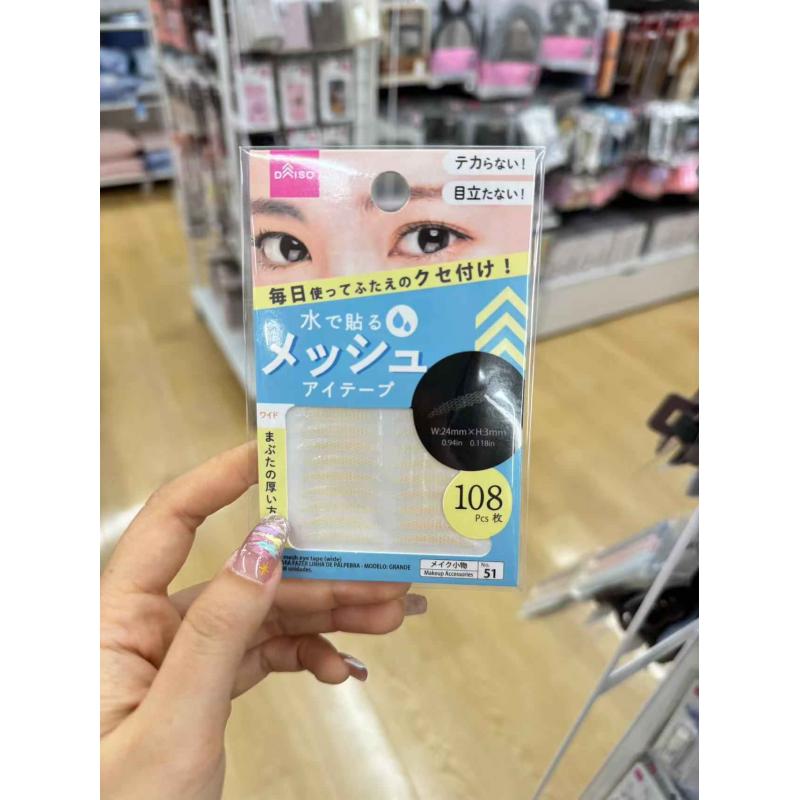 DAISO
テカらない!
目立たない!
毎日使ってふたえのクセ付け!
水で貼る
メッシュ
アイテープ
W:24mm×H:3mm
0.94in 0.118in
ワイド
まぶたの厚い方
108
Pcs 枚
mesh eye tape (wide)
FAZER LINHA DE PÁLPEBRA - MODELO: GRANDE
unidades.
メイク小物
Makeup Accessories
No.
51